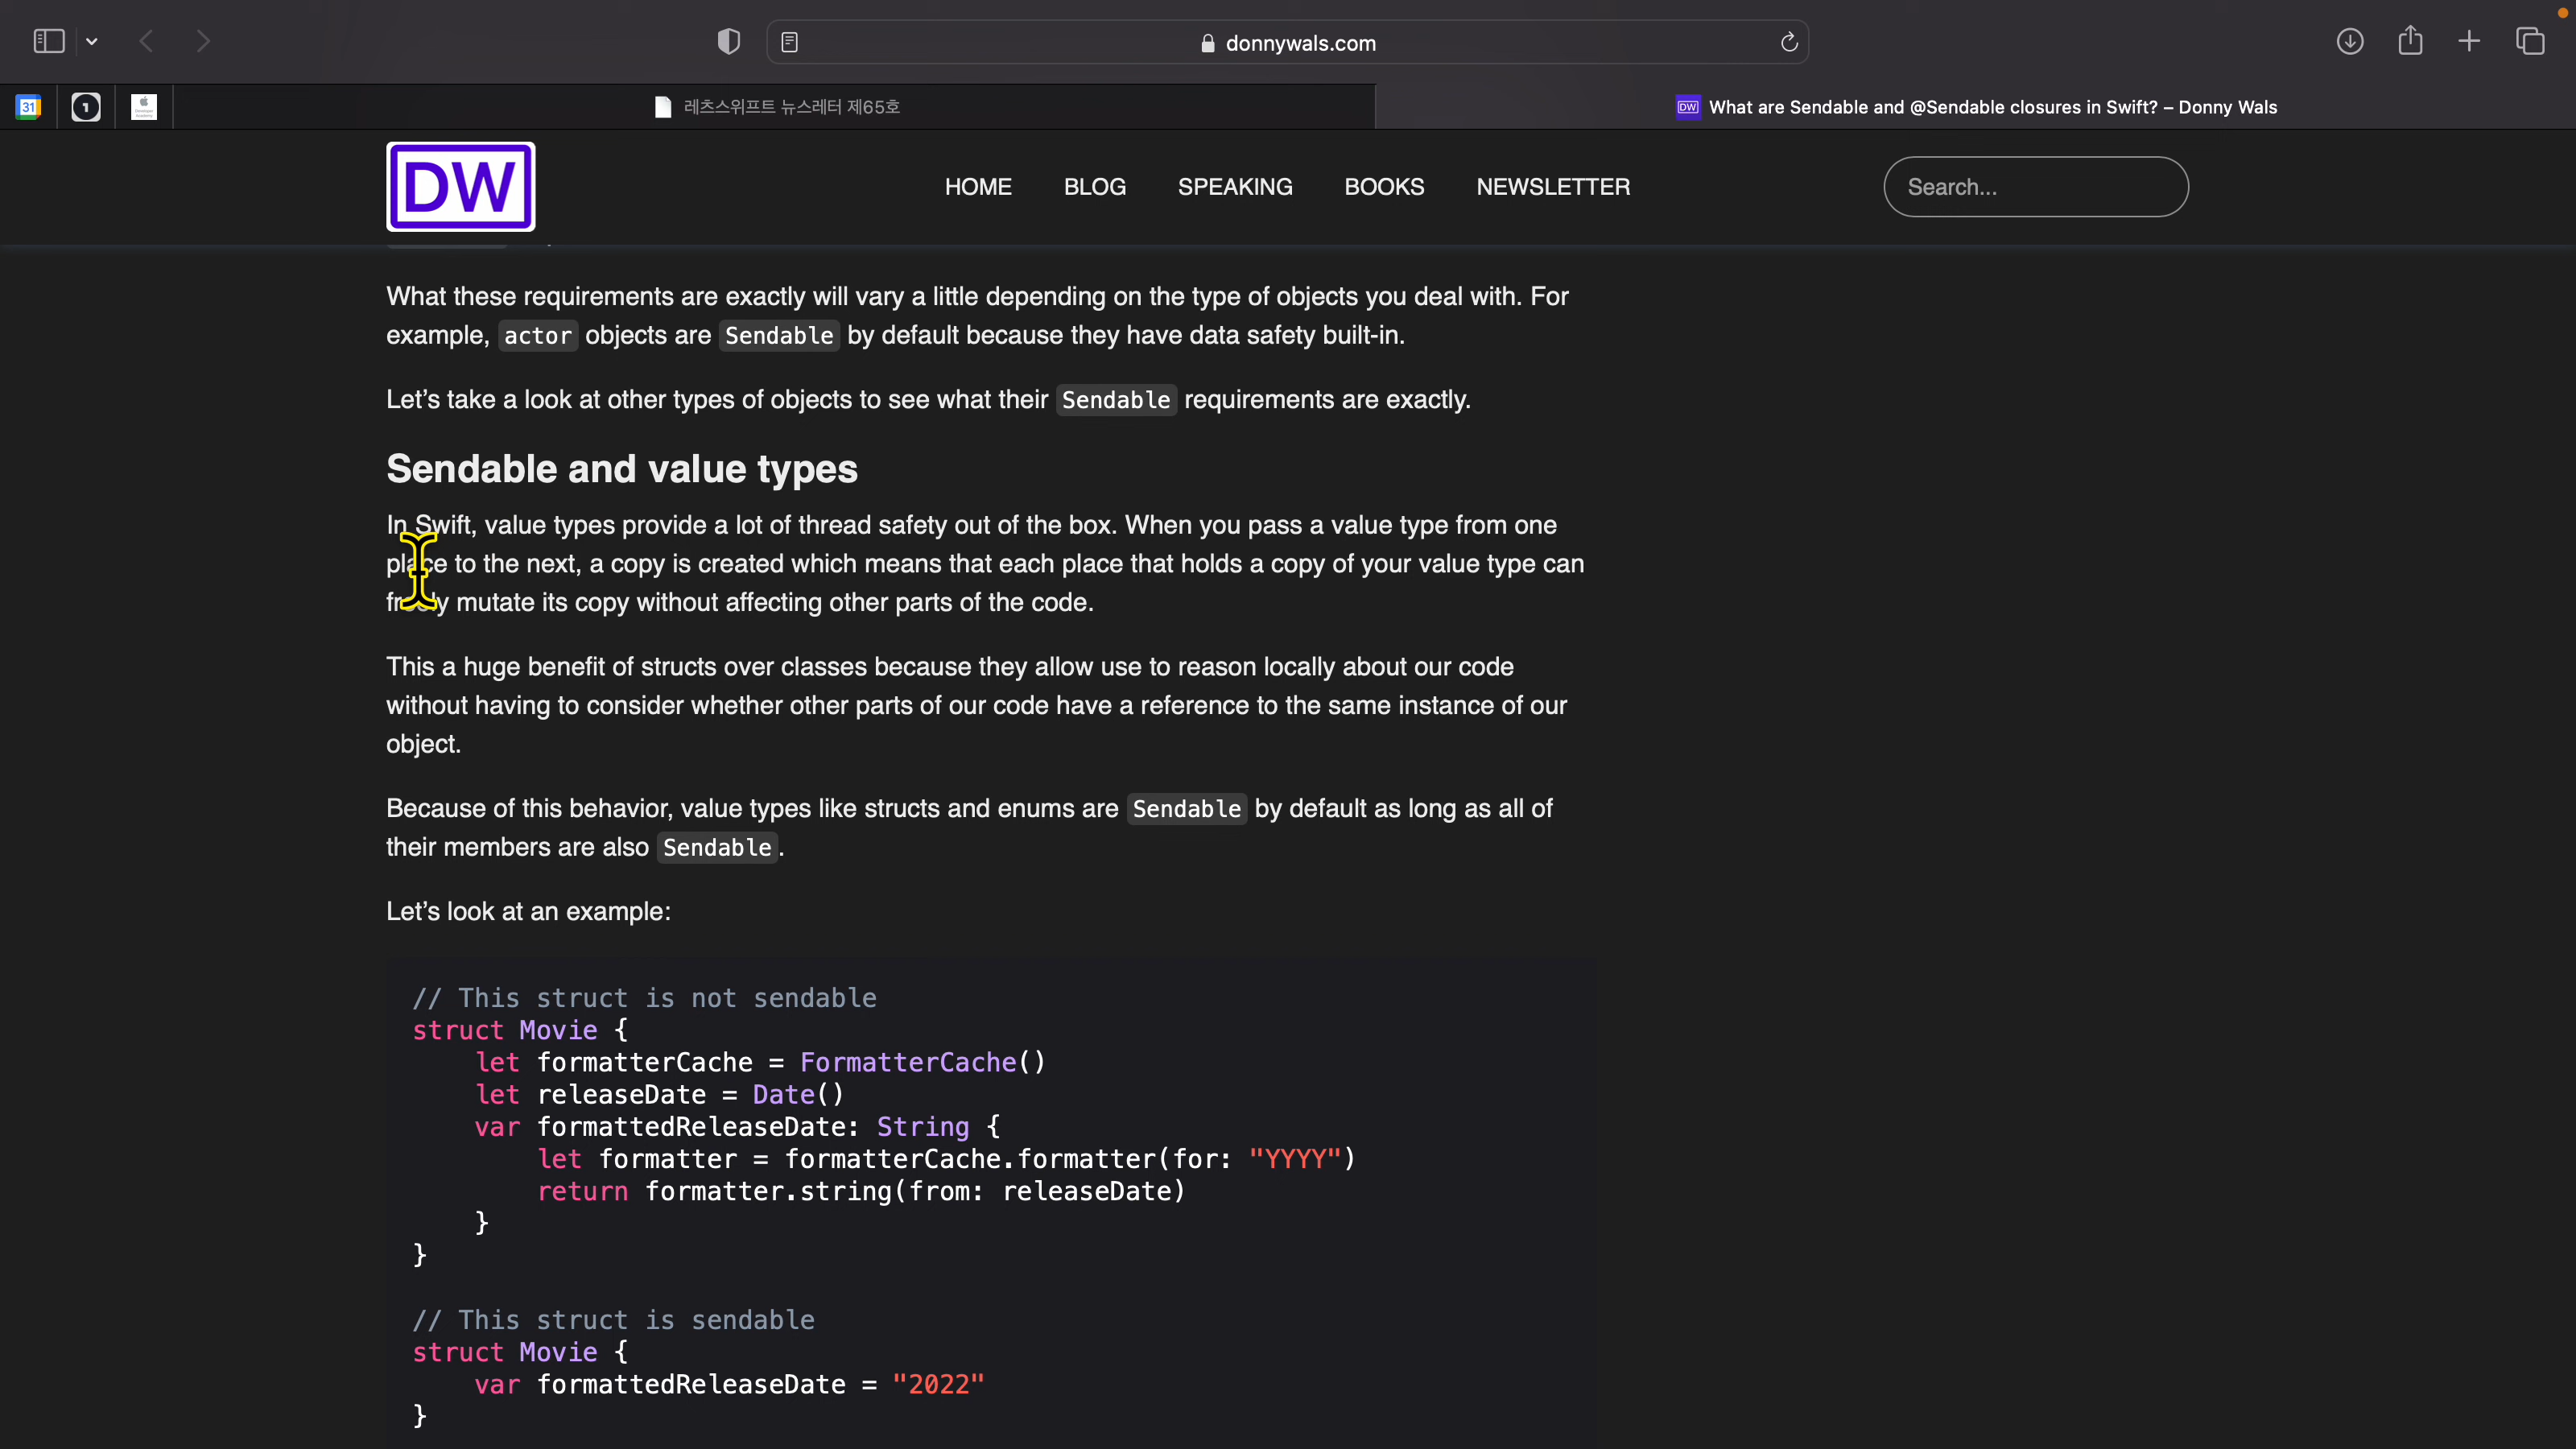 donnywals.com
31
1
레츠스위프트 뉴스레터 제65호
DW What are Sendable and @Sendable closures in Swift? – Donny Wals
DW
HOME BLOG SPEAKING BOOKS NEWSLETTER
Search...
What these requirements are exactly will vary a little depending on the type of objects you deal with. For
example, actor objects are Sendable by default because they have data safety built-in.
Let’s take a look at other types of objects to see what their Sendable requirements are exactly.
Sendable and value types
In Swift, value types provide a lot of thread safety out of the box. When you pass a value type from one
place to the next, a copy is created which means that each place that holds a copy of your value type can
freely mutate its copy without affecting other parts of the code.
This a huge benefit of structs over classes because they allow use to reason locally about our code
without having to consider whether other parts of our code have a reference to the same instance of our
object.
Because of this behavior, value types like structs and enums are Sendable by default as long as all of
their members are also Sendable.
Let’s look at an example:
// This struct is not sendable
struct Movie {
    let formatterCache = FormatterCache()
    let releaseDate = Date()
    var formattedReleaseDate: String {
        let formatter = formatterCache.formatter(for: "YYYY")
        return formatter.string(from: releaseDate)
    }
}
// This struct is sendable
struct Movie {
    var formattedReleaseDate = "2022"
}